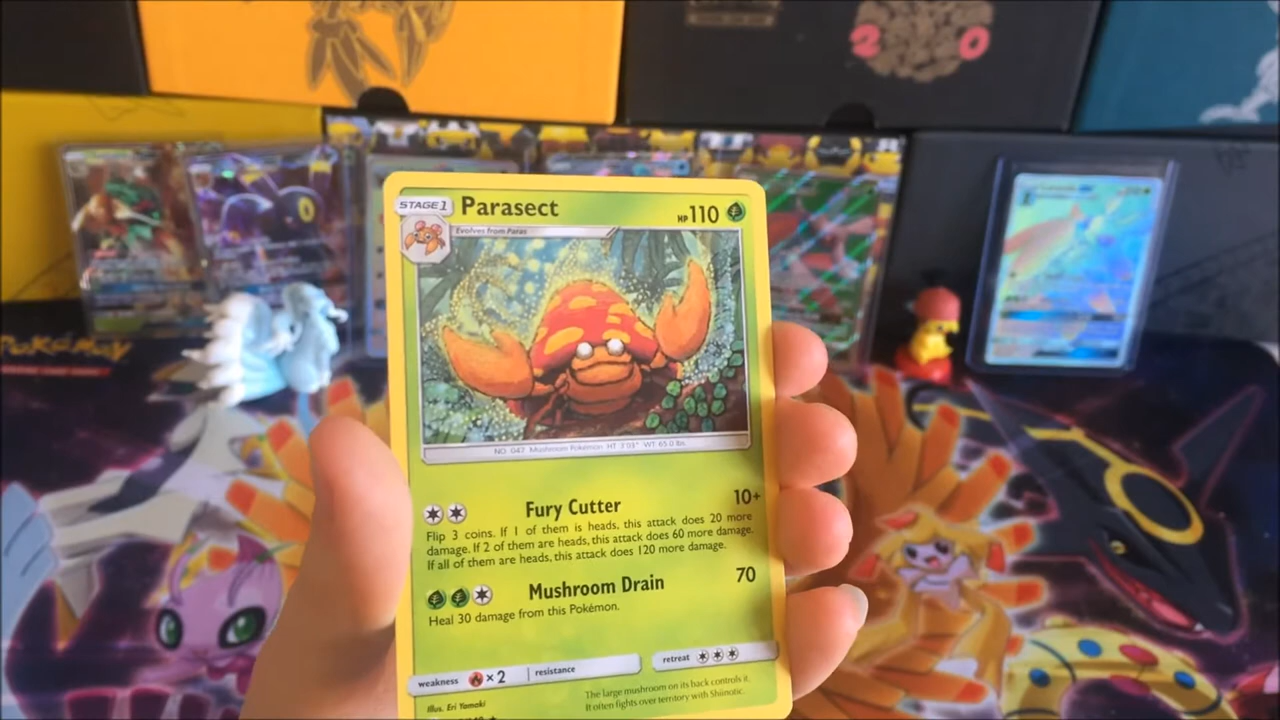 2 0
POKéMON
STAGE 1 Parasect HP 110
Evolves from Paras
NO. 047 Mushroom Pokémon HT: 3'03" WT: 65.0 lbs.
Fury Cutter 10+
Flip 3 coins. If 1 of them is heads, this attack does 20 more
damage. If 2 of them are heads, this attack does 60 more damage.
If all of them are heads, this attack does 120 more damage.
Mushroom Drain 70
Heal 30 damage from this Pokémon.
weakness ×2 resistance retreat
Illus. Eri Yamaki
The large mushroom on its back controls it.
It often fights over territory with Shiinotic.